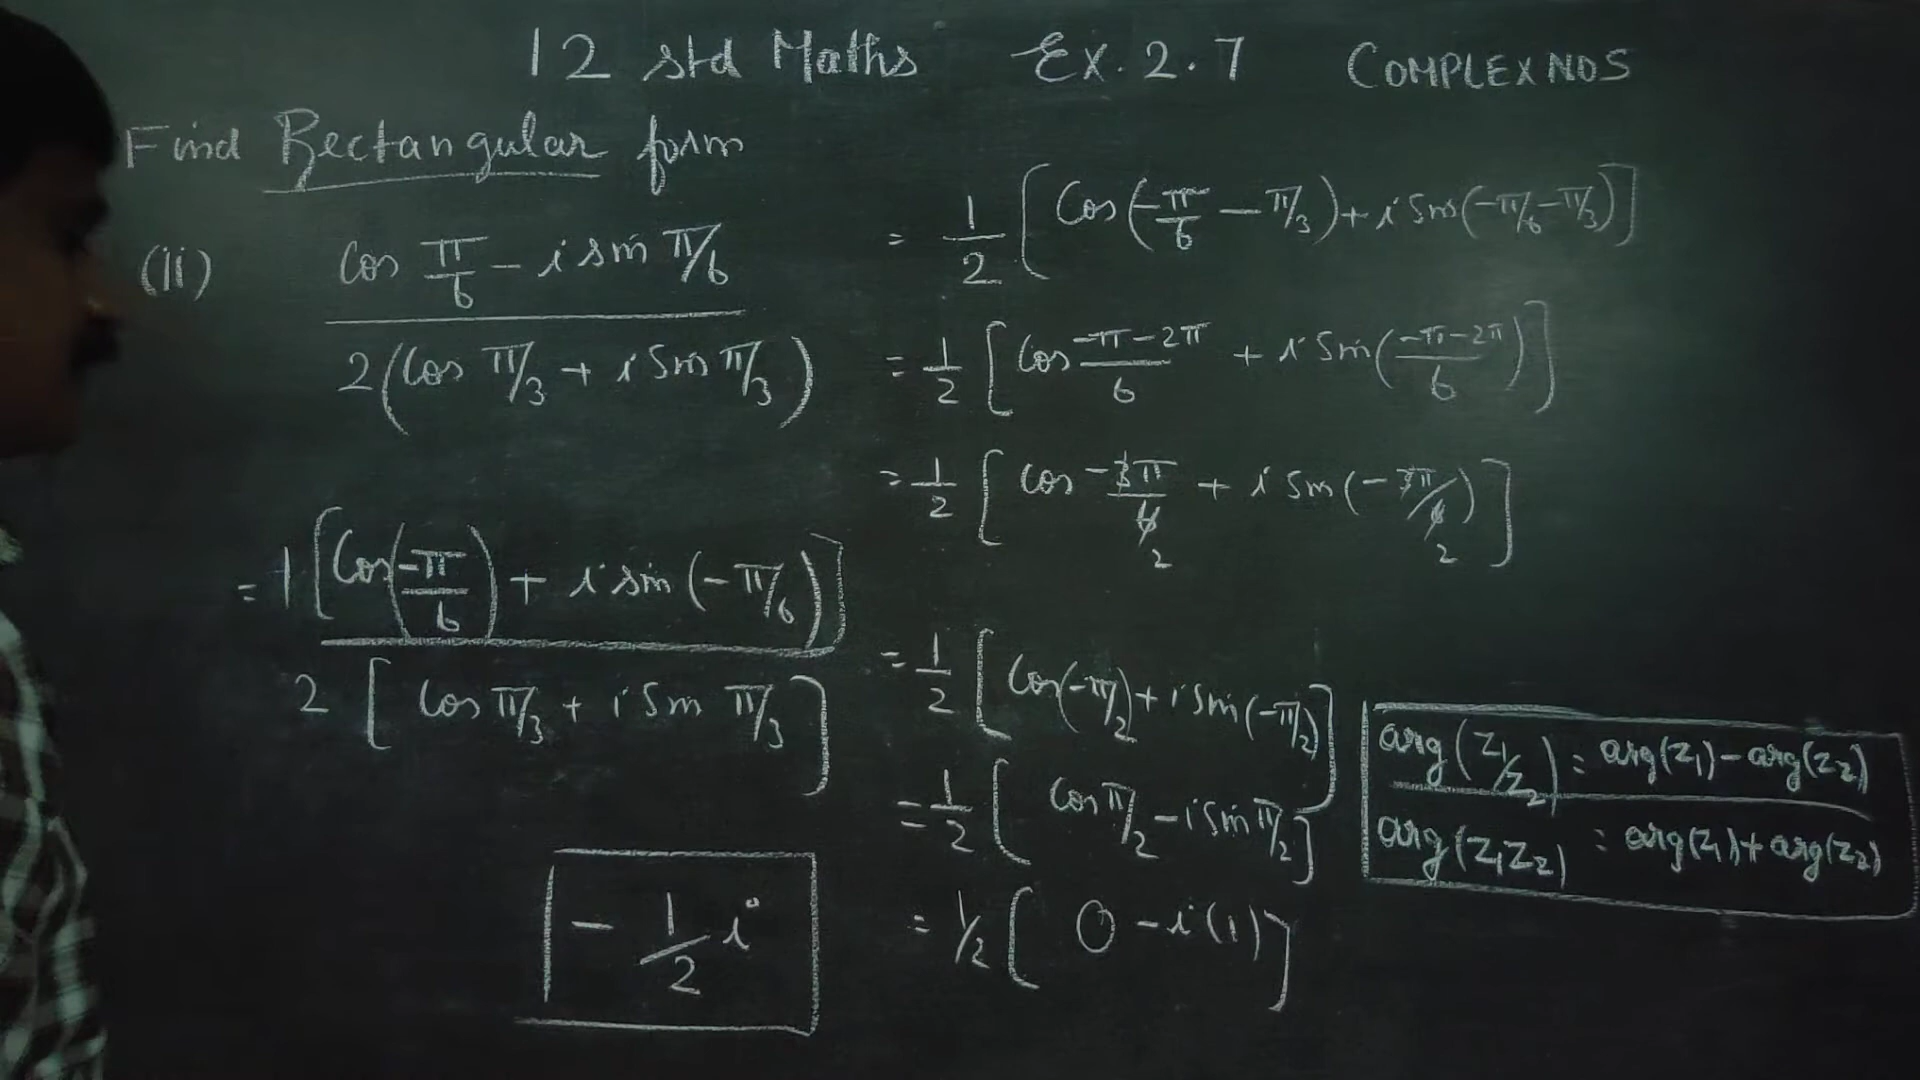 12 std Maths Ex. 2.7 COMPLEX NOS
Find Rectangular form
(ii) cos π/6 - i sin π/6
2(cos π/3 + i sin π/3)
= 1[cos(-π/6) + i sin(-π/6)]
2[cos π/3 + i sin π/3]
= 1/2 [cos(-π/6 - π/3) + i sin(-π/6 - π/3)]
= 1/2 [cos -π-2π/6 + i sin(-π-2π/6)]
= 1/2 [cos -3π/6 2 + i sin(-3π/6 2)]
= 1/2 [cos(-π/2) + i sin(-π/2)]
= 1/2 [cos π/2 - i sin π/2]
= 1/2 [0 - i(1)]
- 1/2 i
arg(z1/z2) = arg(z1) - arg(z2)
arg(z1z2) = arg(z1) + arg(z2)